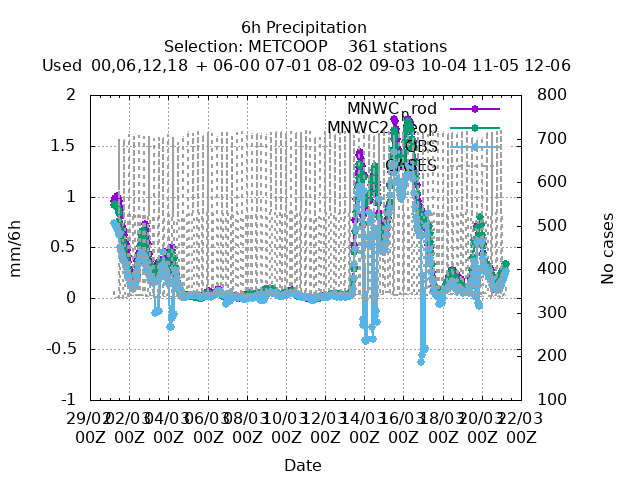 6h Precipitation
Selection: METCOOP 361 stations
Used 00,06,12,18 + 06-00 07-01 08-02 09-03 10-04 11-05 12-06
2
1.5
1
0.5
0
-0.5
-1
mm/6h
800
700
600
500
400
300
200
100
No cases
MNWC_prod
OBS
CASES
29/02 02/03 04/03 06/03 08/03 10/03 12/03 14/03 16/03 18/03 20/03 22/03
00Z 00Z 00Z 00Z 00Z 00Z 00Z 00Z 00Z 00Z 00Z 00Z
Date